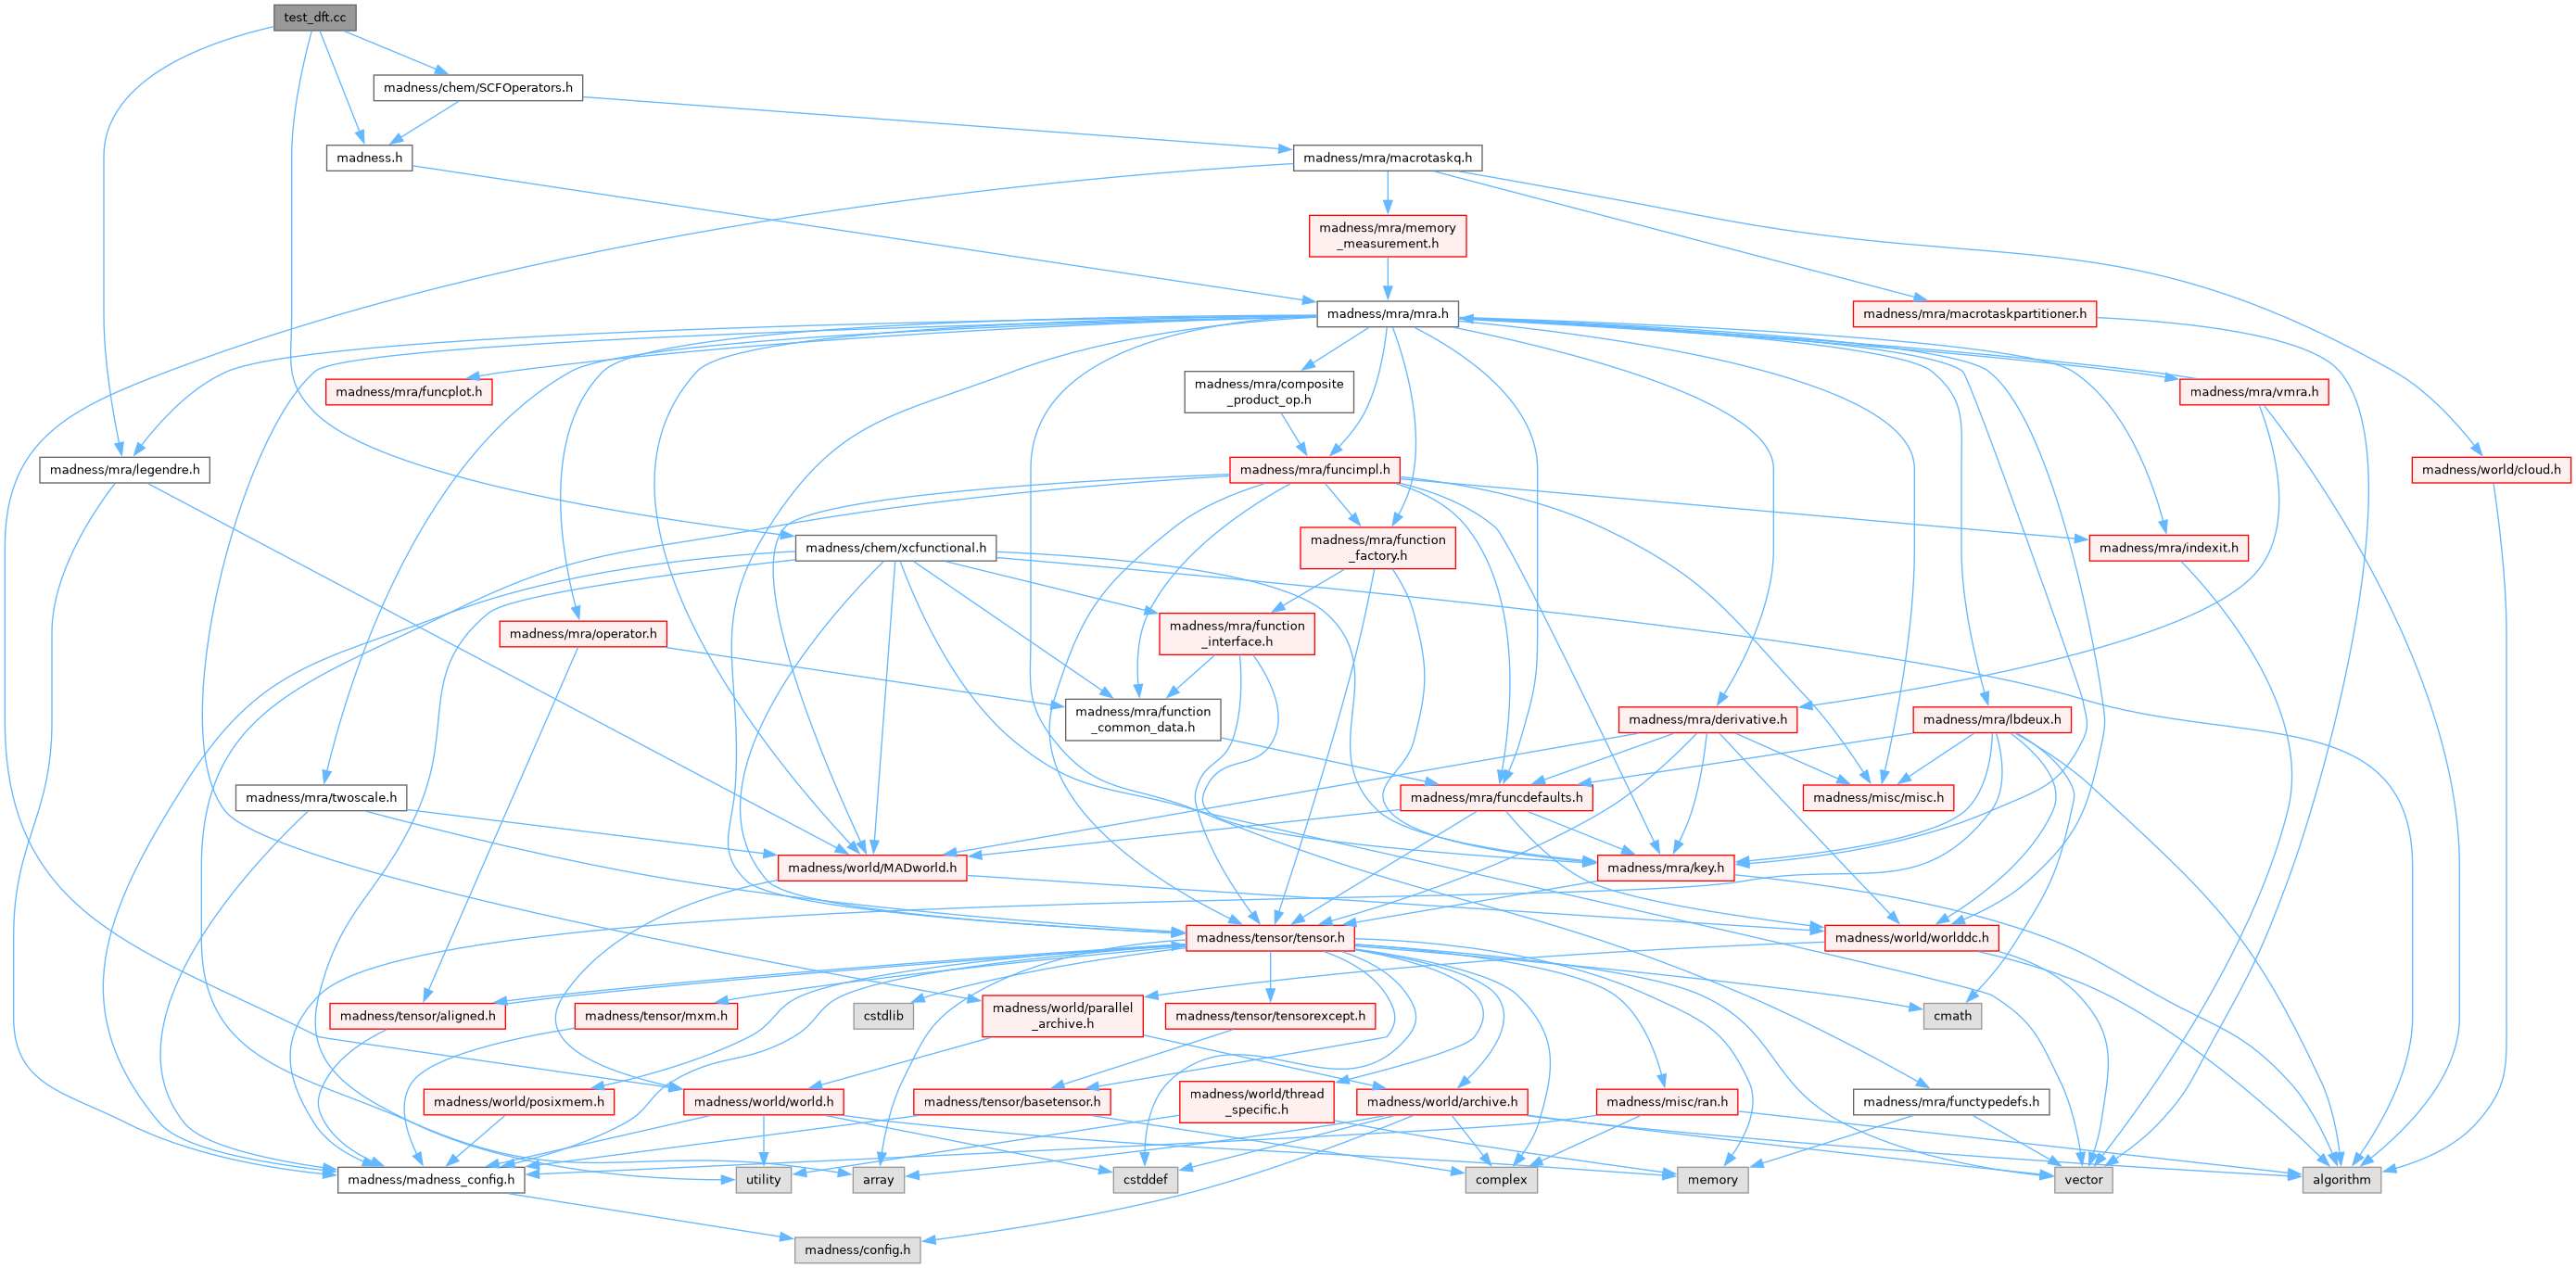 test_dft.cc
madness/chem/SCFOperators.h
madness.h
madness/mra/macrotaskq.h
madness/mra/memory
_measurement.h
madness/mra/mra.h
madness/mra/macrotaskpartitioner.h
madness/mra/funcplot.h
madness/mra/composite
_product_op.h
madness/mra/vmra.h
madness/mra/legendre.h
madness/mra/funcimpl.h
madness/world/cloud.h
madness/chem/xcfunctional.h
madness/mra/function
_factory.h
madness/mra/indexit.h
madness/mra/operator.h
madness/mra/function
_interface.h
madness/mra/function
_common_data.h
madness/mra/derivative.h
madness/mra/lbdeux.h
madness/mra/twoscale.h
madness/mra/funcdefaults.h
madness/misc/misc.h
madness/world/MADworld.h
madness/mra/key.h
madness/tensor/tensor.h
madness/world/worlddc.h
madness/tensor/aligned.h
madness/tensor/mxm.h
cstdlib
madness/world/parallel
_archive.h
madness/tensor/tensorexcept.h
cmath
madness/world/posixmem.h
madness/world/world.h
madness/tensor/basetensor.h
madness/world/thread
_specific.h
madness/world/archive.h
madness/misc/ran.h
madness/mra/functypedefs.h
madness/madness_config.h
utility
array
cstddef
complex
memory
vector
algorithm
madness/config.h